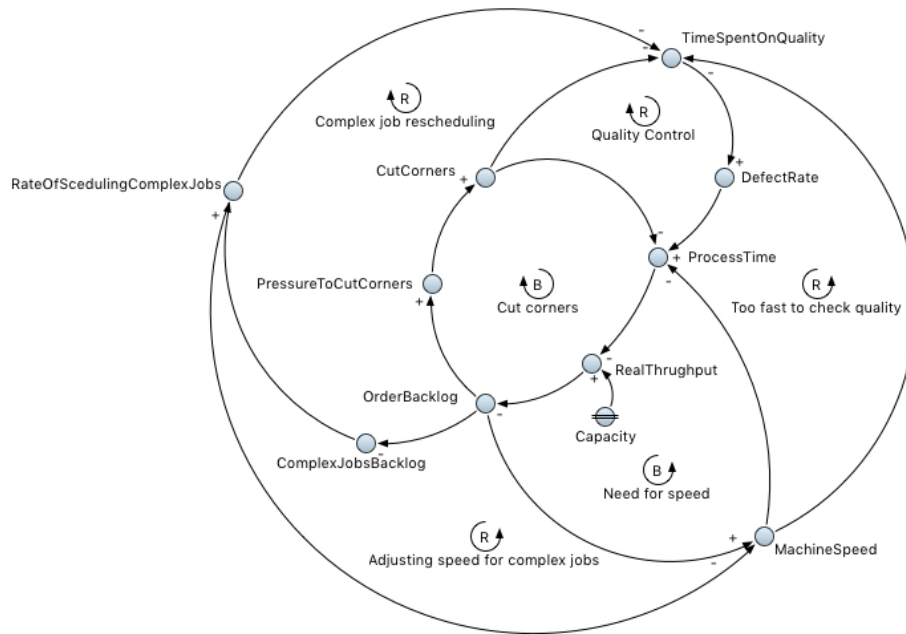 TimeSpentOnQuality
-
-
-
R
Complex job rescheduling
R
Quality Control
CutCorners
+
+
DefectRate
RateOfScedulingComplexJobs
+
-
+ ProcessTime
-
PressureToCutCorners
+
B
Cut corners
R
Too fast to check quality
-
RealThrughput
+
OrderBacklog
-
Capacity
-
ComplexJobsBacklog
B
Need for speed
R
Adjusting speed for complex jobs
+
-
MachineSpeed